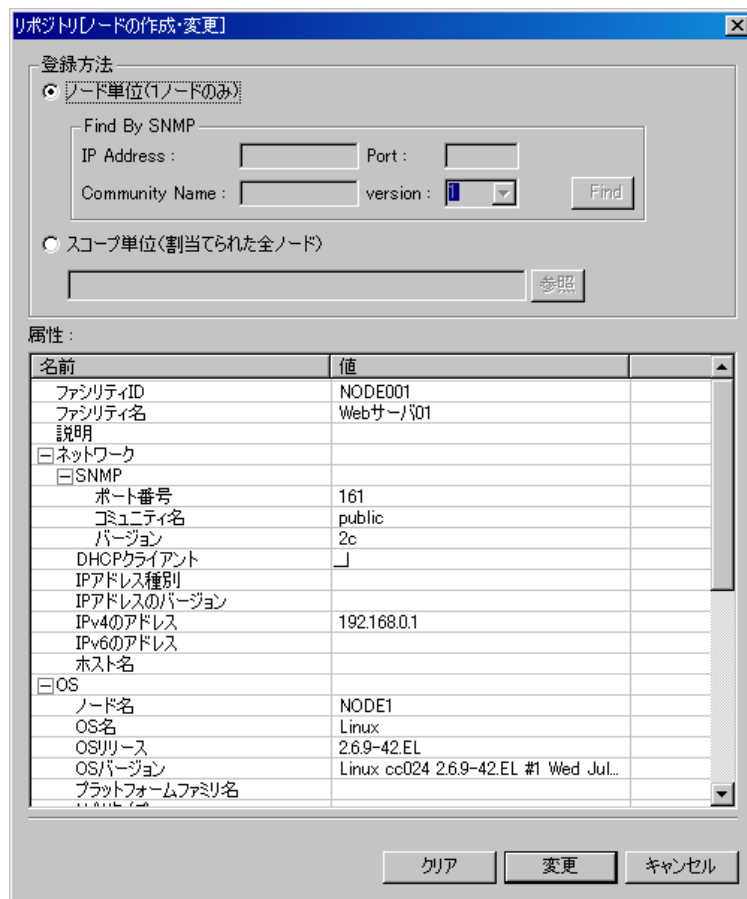 リポジトリ[ノードの作成・変更]
登録方法
ノード単位(1ノードのみ)
Find By SNMP
IP Address : Port :
Community Name : version : 1 Find
スコープ単位(割当てられた全ノード)
参照
属性 :
名前 値
ファシリティID NODE001
ファシリティ名 Webサーバ01
説明
ネットワーク
SNMP
ポート番号 161
コミュニティ名 public
バージョン 2c
DHCPクライアント
IPアドレス種別
IPアドレスのバージョン
IPv4のアドレス 192.168.0.1
IPv6のアドレス
ホスト名
OS
ノード名 NODE1
OS名 Linux
OSリリース 2.6.9-42.EL
OSバージョン Linux cc024 2.6.9-42.EL #1 Wed Jul...
プラットフォームファミリ名
クリア 変更 キャンセル